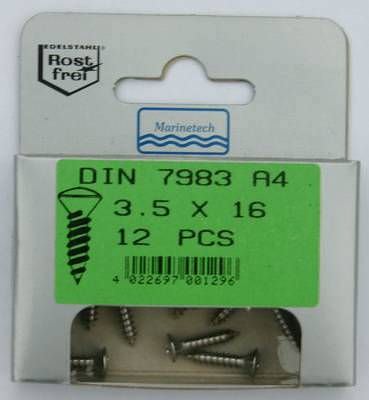 EDELSTAHL
Rost
frei
Marinetech
DIN 7983 A4
3.5 X 16
12 PCS
4 022697 001296